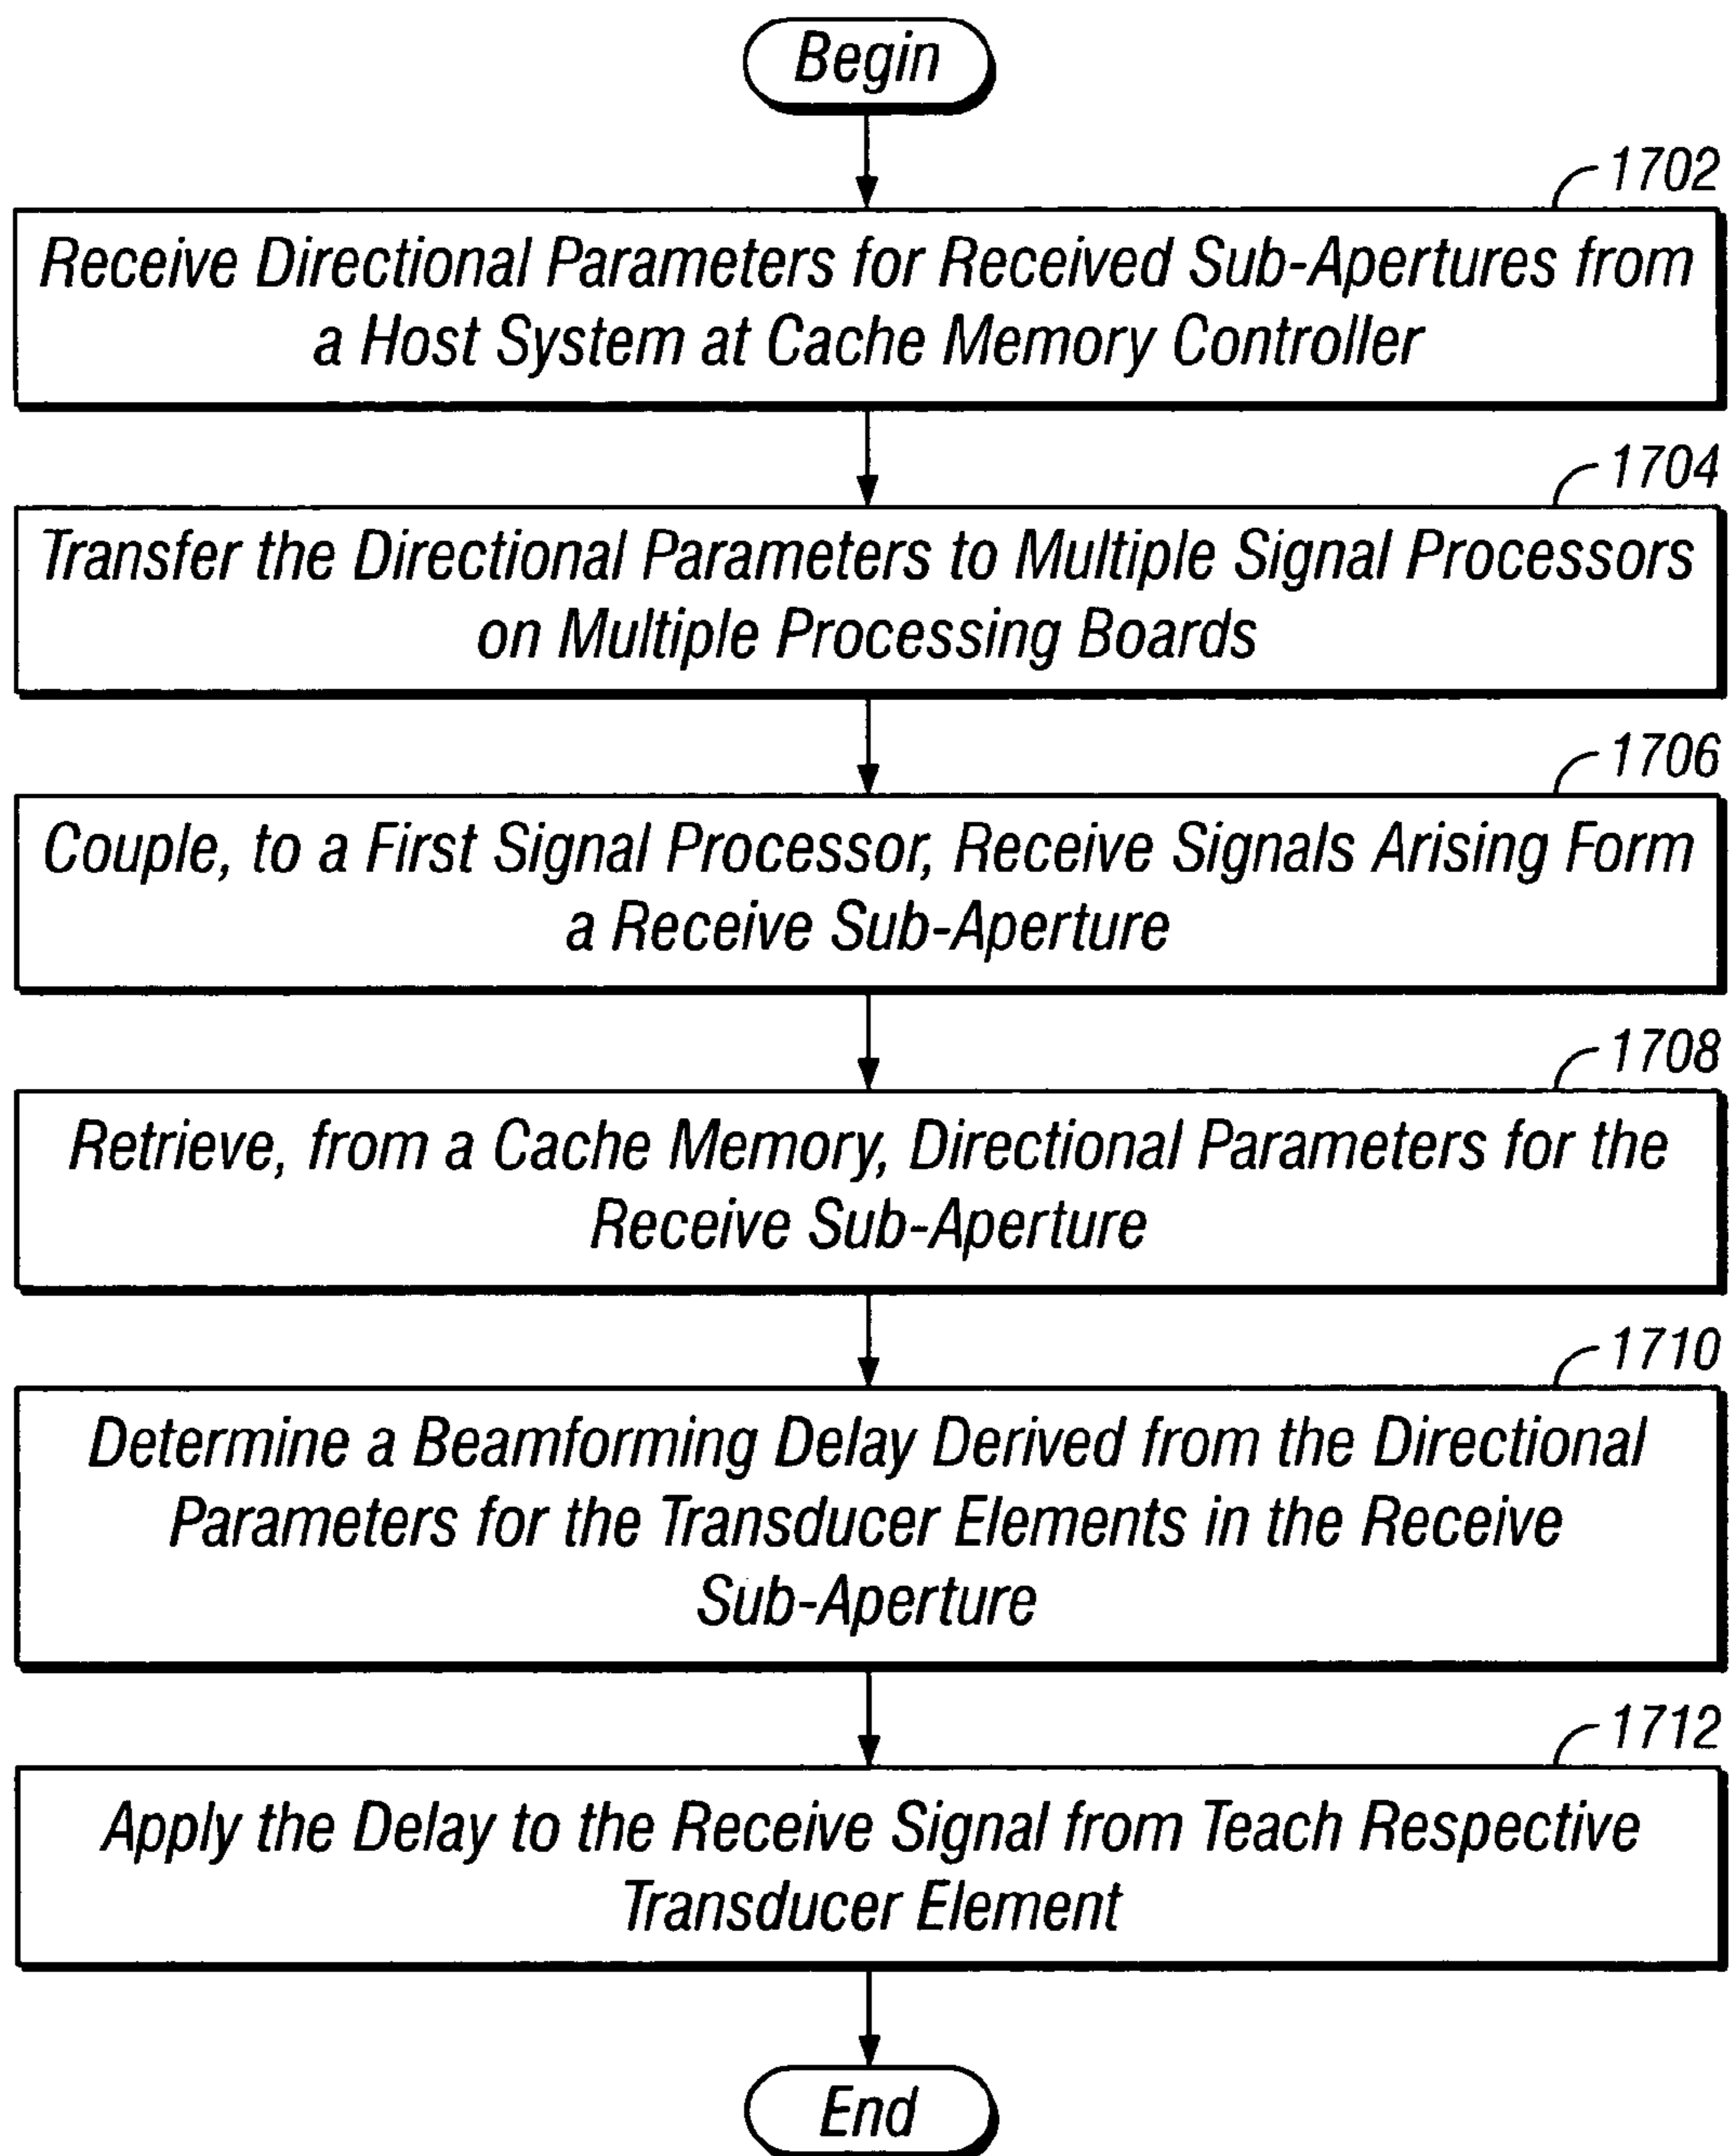 Begin
1702
Receive Directional Parameters for Received Sub-Apertures from
a Host System at Cache Memory Controller
1704
Transfer the Directional Parameters to Multiple Signal Processors
on Multiple Processing Boards
1706
Couple, to a First Signal Processor, Receive Signals Arising Form
a Receive Sub-Aperture
1708
Retrieve, from a Cache Memory, Directional Parameters for the
Receive Sub-Aperture
1710
Determine a Beamforming Delay Derived from the Directional
Parameters for the Transducer Elements in the Receive
Sub-Aperture
1712
Apply the Delay to the Receive Signal from Teach Respective
Transducer Element
End